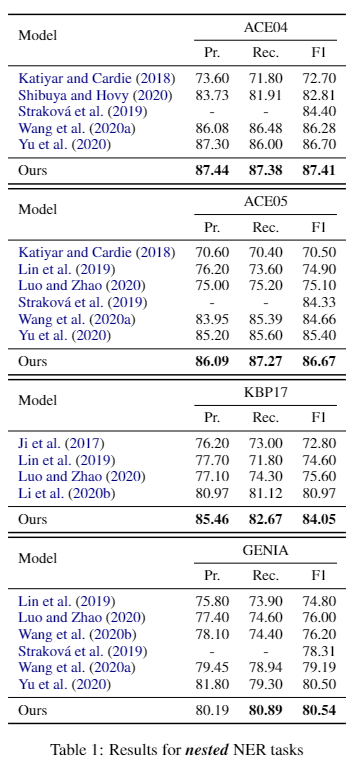 Model ACE04
Pr. Rec. F1
Katiyar and Cardie (2018) 73.60 71.80 72.70
Shibuya and Hovy (2020) 83.73 81.91 82.81
Straková et al. (2019) - - 84.40
Wang et al. (2020a) 86.08 86.48 86.28
Yu et al. (2020) 87.30 86.00 86.70
Ours 87.44 87.38 87.41
Model ACE05
Pr. Rec. F1
Katiyar and Cardie (2018) 70.60 70.40 70.50
Lin et al. (2019) 76.20 73.60 74.90
Luo and Zhao (2020) 75.00 75.20 75.10
Straková et al. (2019) - - 84.33
Wang et al. (2020a) 83.95 85.39 84.66
Yu et al. (2020) 85.20 85.60 85.40
Ours 86.09 87.27 86.67
Model KBP17
Pr. Rec. F1
Ji et al. (2017) 76.20 73.00 72.80
Lin et al. (2019) 77.70 71.80 74.60
Luo and Zhao (2020) 77.10 74.30 75.60
Li et al. (2020b) 80.97 81.12 80.97
Ours 85.46 82.67 84.05
Model GENIA
Pr. Rec. F1
Lin et al. (2019) 75.80 73.90 74.80
Luo and Zhao (2020) 77.40 74.60 76.00
Wang et al. (2020b) 78.10 74.40 76.20
Straková et al. (2019) - - 78.31
Wang et al. (2020a) 79.45 78.94 79.19
Yu et al. (2020) 81.80 79.30 80.50
Ours 80.19 80.89 80.54
Table 1: Results for nested NER tasks